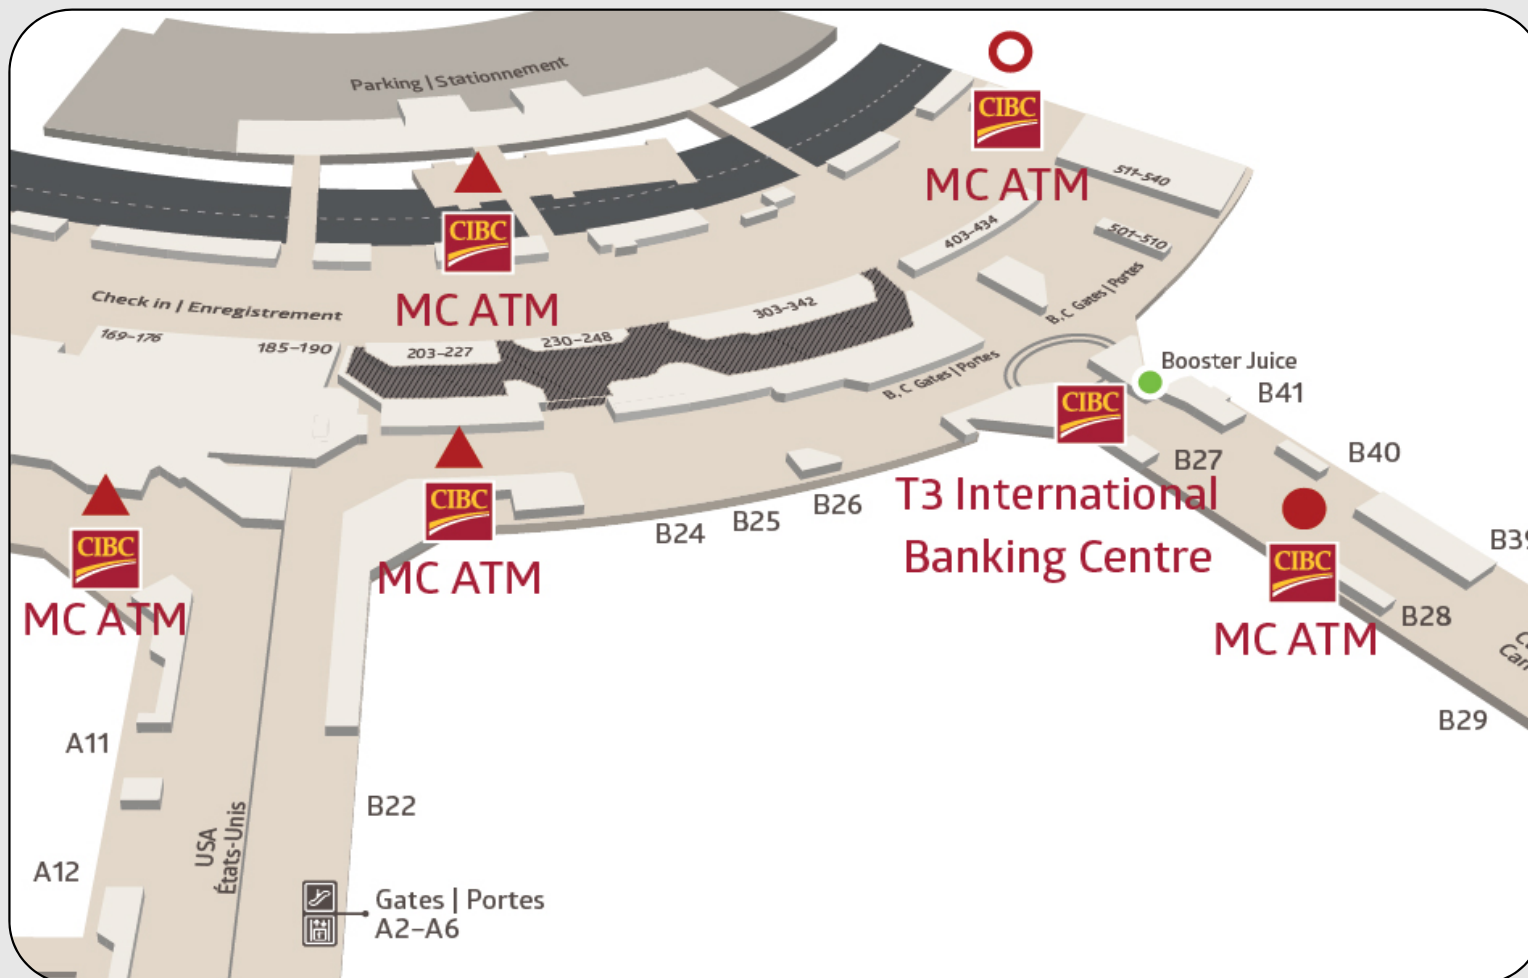 Parking | Stationnement
CIBC
MC ATM
511-540
CIBC
MC ATM
403-434
501-510
B,C Gates | Portes
Check in | Enregistrement
169-176
185-190
203-227
230-248
303-342
B, C Gates | Portes
Booster Juice
B41
CIBC
T3 International
Banking Centre
B27
B40
B39
CIBC
MC ATM
B24
B25
B26
CIBC
MC ATM
CIBC
MC ATM
B28
B29
A11
A12
USA
États-Unis
B22
Gates | Portes
A2-A6